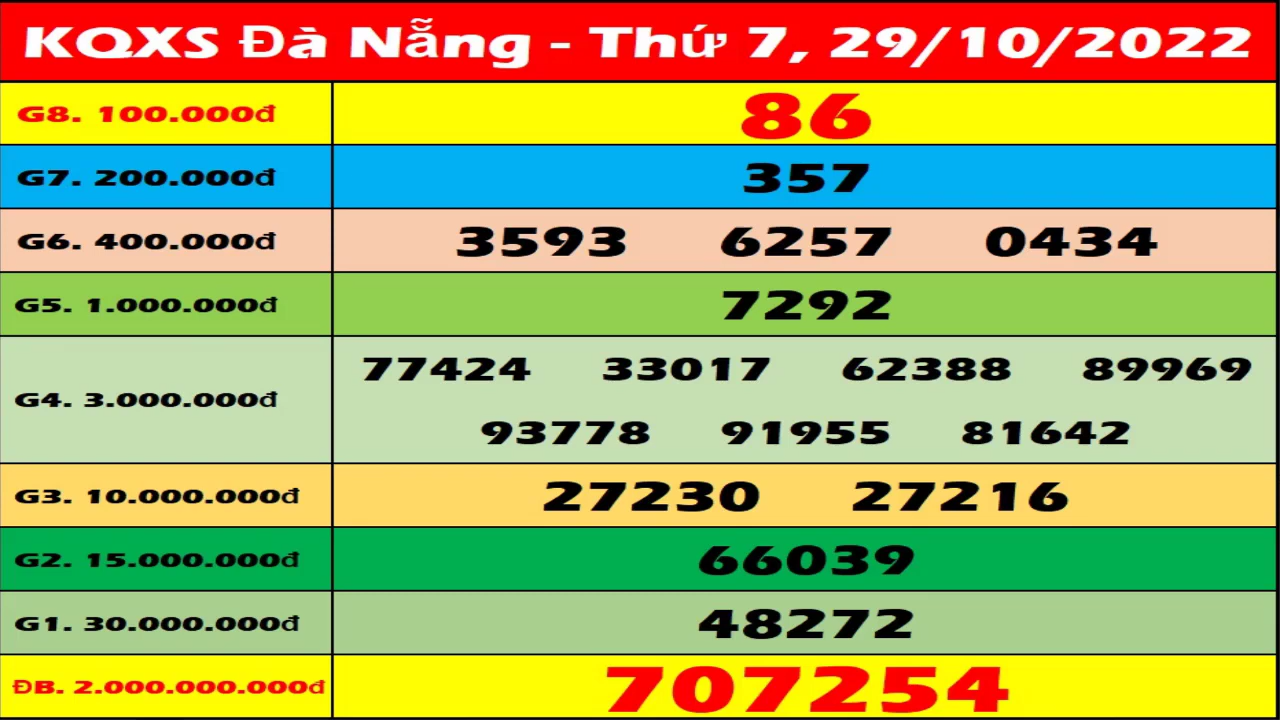 KQXS Đà Nẵng - Thứ 7, 29/10/2022
G8. 100.000đ 86
G7. 200.000đ 357
G6. 400.000đ 3593 6257 0434
G5. 1.000.000đ 7292
G4. 3.000.000đ 77424 33017 62388 89969
93778 91955 81642
G3. 10.000.000đ 27230 27216
G2. 15.000.000đ 66039
G1. 30.000.000đ 48272
ĐB. 2.000.000.000đ 707254